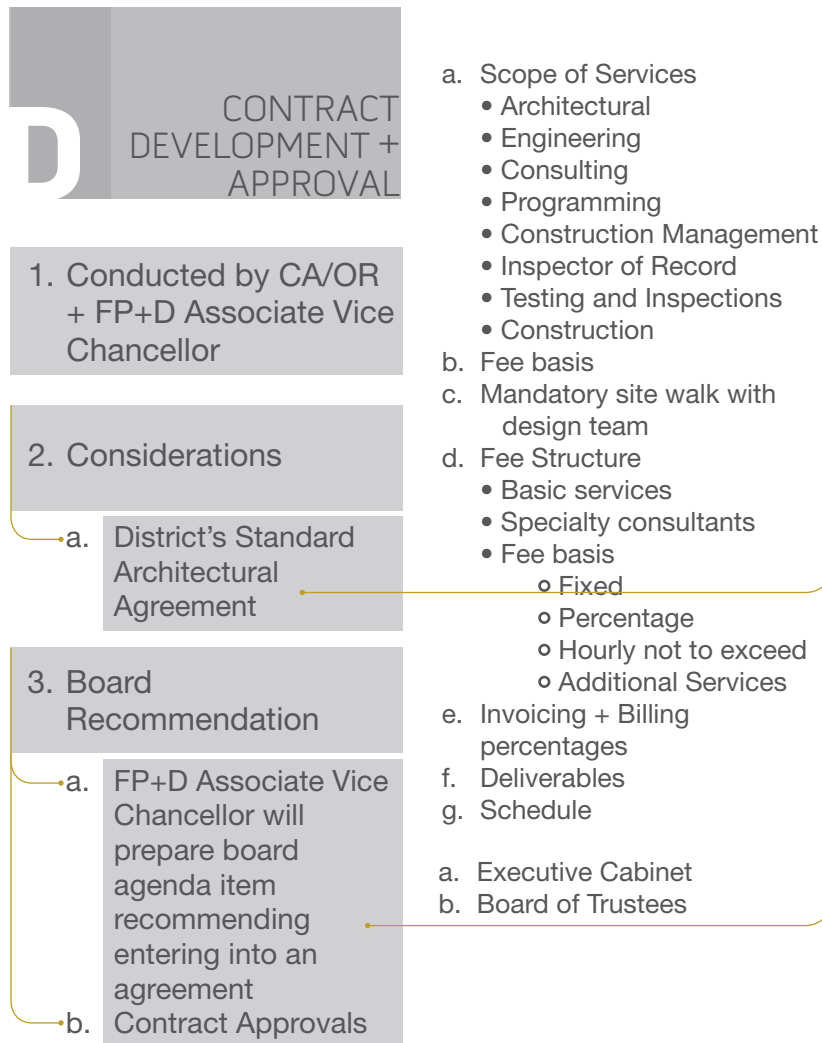 D
CONTRACT
DEVELOPMENT +
APPROVAL
1. Conducted by CA/OR
+ FP+D Associate Vice
Chancellor
2. Considerations
a. District’s Standard
Architectural
Agreement
3. Board
Recommendation
a. FP+D Associate Vice
Chancellor will
prepare board
agenda item
recommending
entering into an
agreement
b. Contract Approvals
a. Scope of Services
• Architectural
• Engineering
• Consulting
• Programming
• Construction Management
• Inspector of Record
• Testing and Inspections
• Construction
b. Fee basis
c. Mandatory site walk with
design team
d. Fee Structure
• Basic services
• Specialty consultants
• Fee basis
o Fixed
o Percentage
o Hourly not to exceed
o Additional Services
e. Invoicing + Billing
percentages
f. Deliverables
g. Schedule
a. Executive Cabinet
b. Board of Trustees